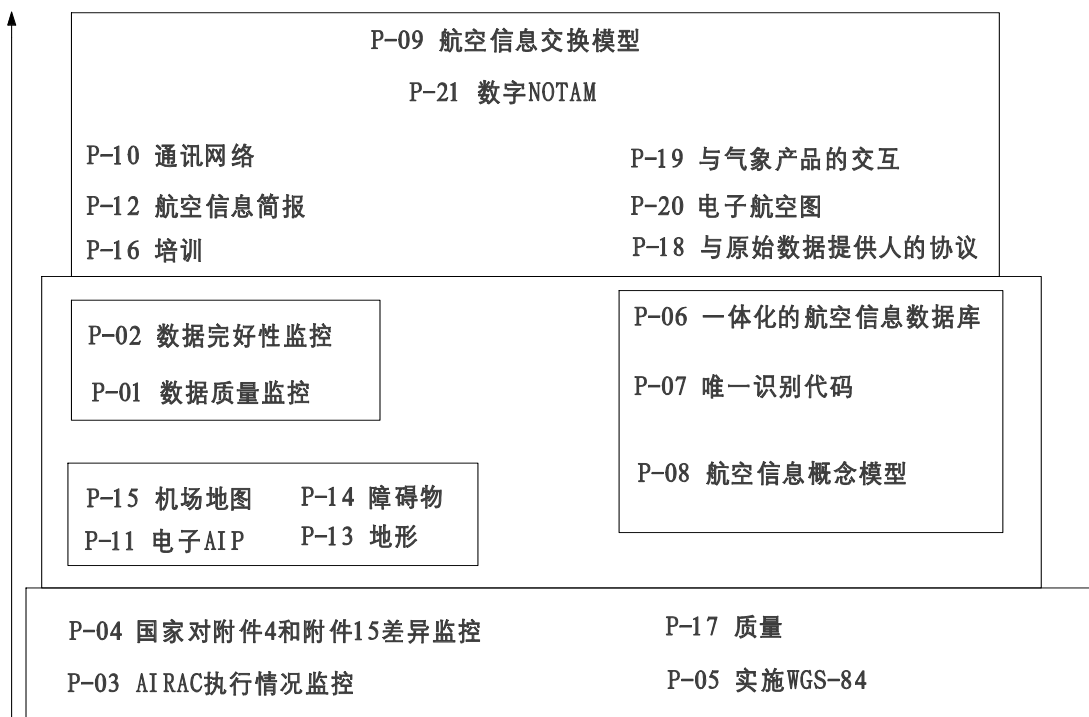 P-09 航空信息交换模型
P-21 数字NOTAM
P-10 通讯网络
P-19 与气象产品的交互
P-12 航空信息简报
P-20 电子航空图
P-16 培训
P-18 与原始数据提供人的协议
P-02 数据完好性监控
P-01 数据质量监控
P-06 一体化的航空信息数据库
P-07 唯一识别代码
P-08 航空信息概念模型
P-15 机场地图
P-14 障碍物
P-11 电子AIP
P-13 地形
P-04 国家对附件4和附件15差异监控
P-17 质量
P-03 AIRAC执行情况监控
P-05 实施WGS-84